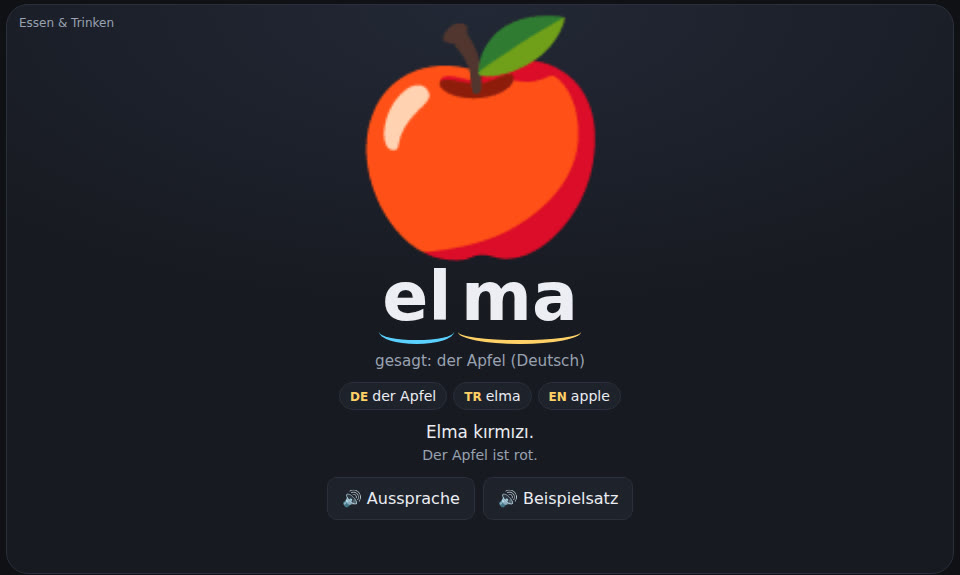 Essen & Trinken
elma
gesagt: der Apfel (Deutsch)
DE der Apfel TR elma EN apple
Elma kırmızı.
Der Apfel ist rot.
🔊 Aussprache 🔊 Beispielsatz